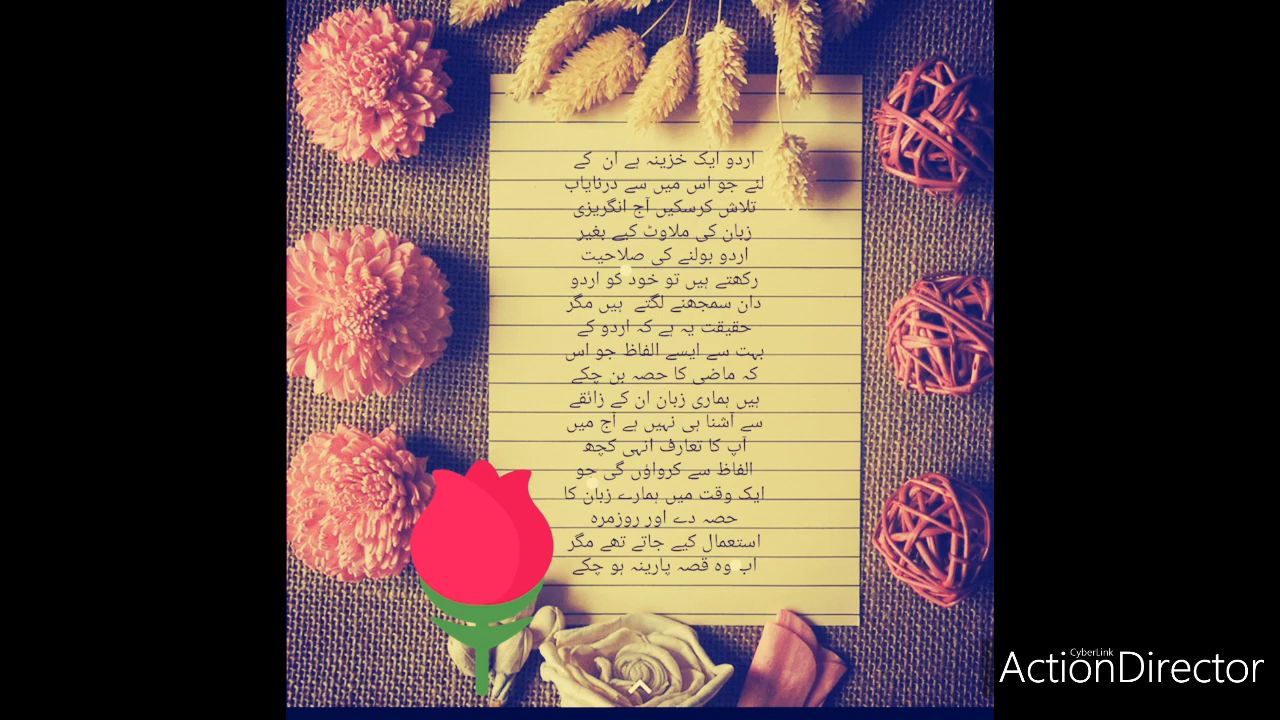 اردو ایک خزینہ ہے ان کے
لئے جو اس میں سے درنایاب
تلاش کرسکیں آج انگریزی
زبان کی ملاوٹ کیے بغیر
اردو بولنے کی صلاحیت
رکھتے ہیں تو خود کو اردو
دان سمجھنے لگتے ہیں مگر
حقیقت یہ ہے کہ اردو کے
بہت سے ایسے الفاظ جو اس
کہ ماضی کا حصہ بن چکے
ہیں ہماری زبان ان کے زائقے
سے آشنا ہی نہیں ہے آج میں
آپ کا تعارف انہی کچھ
الفاظ سے کرواؤں گی جو
ایک وقت میں ہمارے زبان کا
حصہ دے اور روزمرہ
استعمال کیے جاتے تھے مگر
اب وہ قصہ پارینہ ہو چکے
CyberLink
ActionDirector